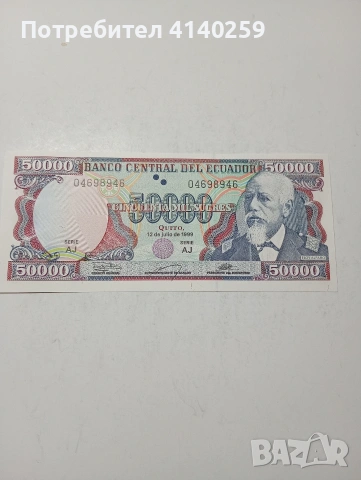 Потребител 4140259
50000 BANCO CENTRAL DEL ECUADOR 50000
04698946 04698946
50000
CINCUENTA MIL SUCRES
QUITO,
12 de julio de 1999
SERIE AJ
SERIE AJ
50000 50000
BAZAR